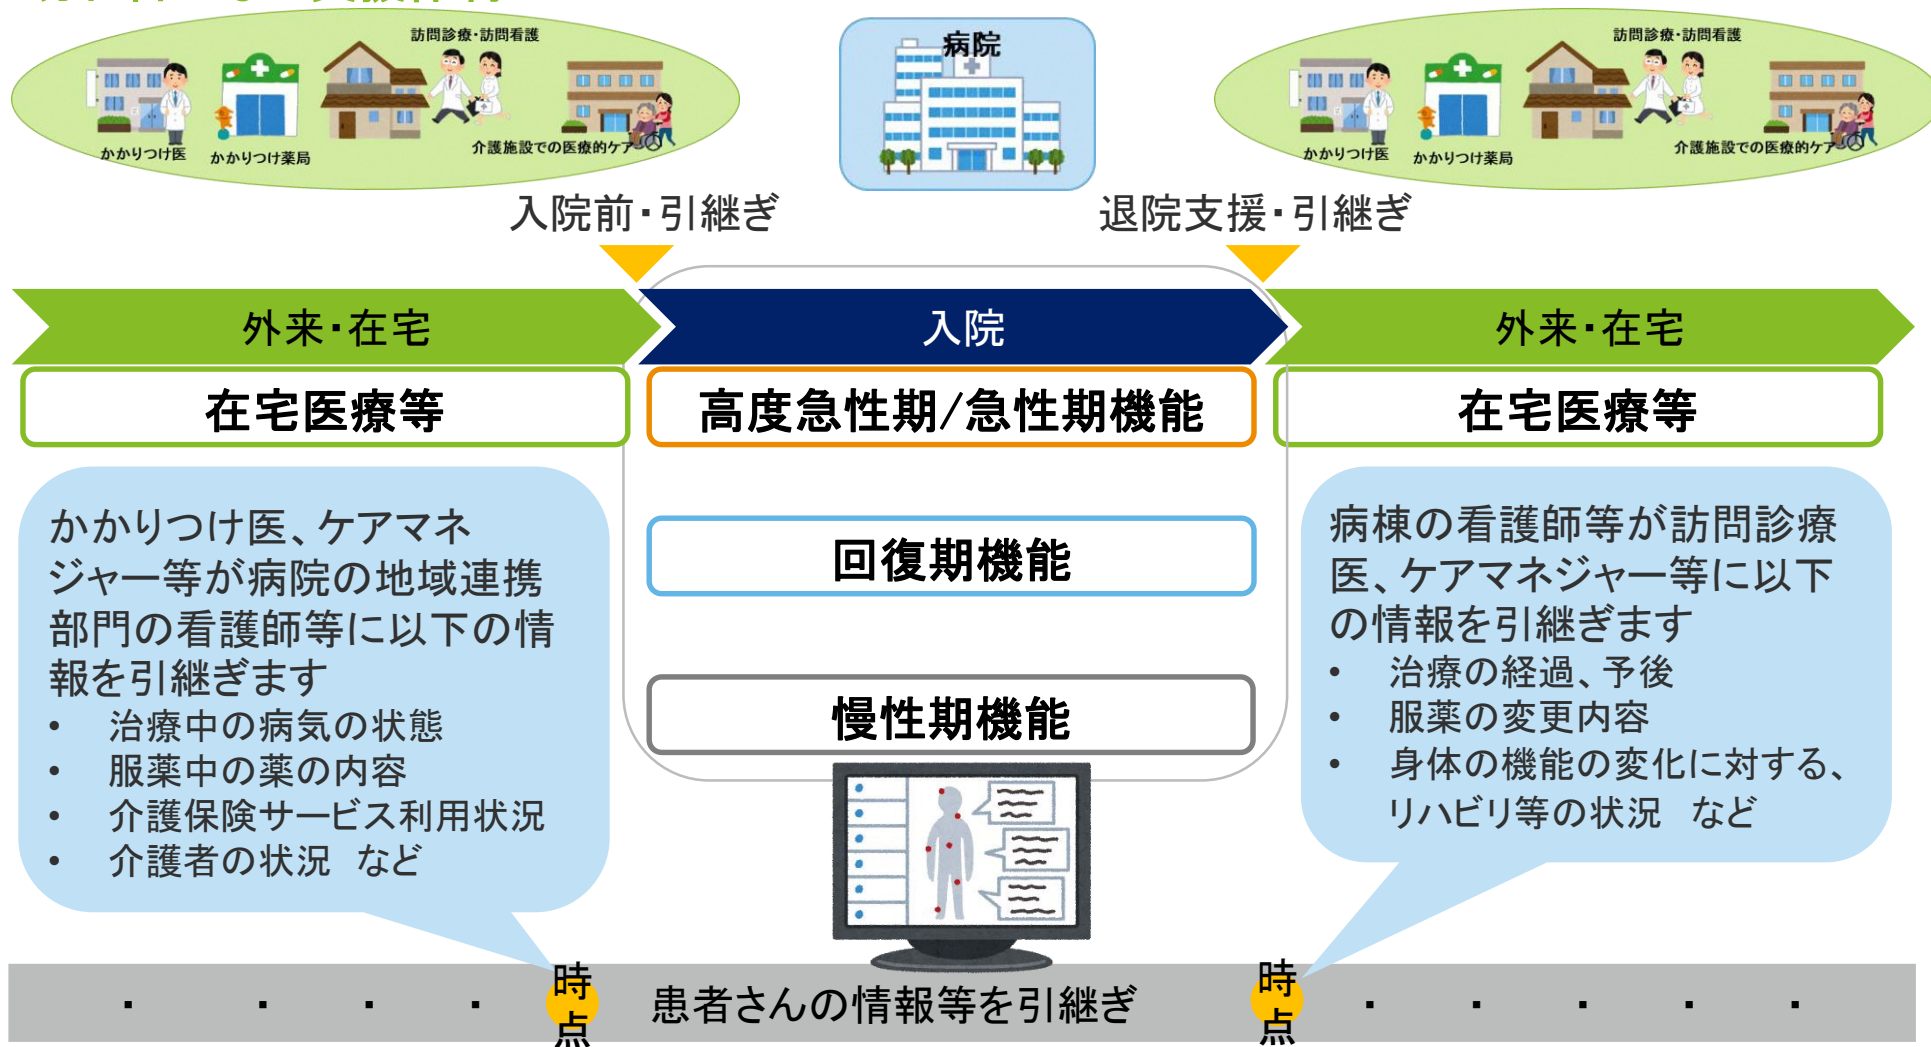 訪問診療・訪問看護
かかりつけ医
かかりつけ薬局
介護施設での医療的ケア
病院
訪問診療・訪問看護
かかりつけ医
かかりつけ薬局
介護施設での医療的ケア
入院前・引継ぎ
退院支援・引継ぎ
外来・在宅
入院
外来・在宅
在宅医療等
高度急性期/急性期機能
在宅医療等
回復期機能
慢性期機能
かかりつけ医、ケアマネ
ジャー等が病院の地域連携
部門の看護師等に以下の情
報を引継ぎます
• 治療中の病気の状態
• 服薬中の薬の内容
• 介護保険サービス利用状況
• 介護者の状況　など
病棟の看護師等が訪問診療
医、ケアマネジャー等に以下
の情報を引継ぎます
• 治療の経過、予後
• 服薬の変更内容
• 身体の機能の変化に対する、
リハビリ等の状況　など
・　・　・　・
時
点
患者さんの情報等を引継ぎ
時
点
・　・　・　・　・